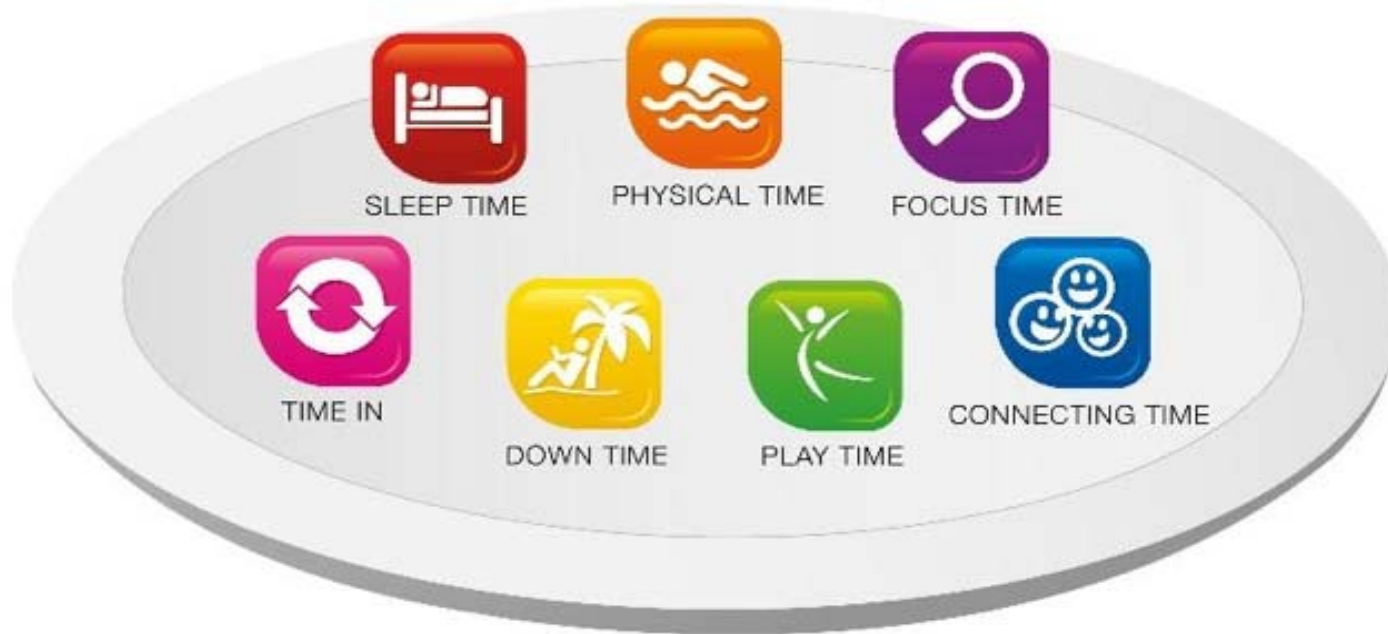 SLEEP TIME
PHYSICAL TIME
FOCUS TIME
TIME IN
DOWN TIME
PLAY TIME
CONNECTING TIME